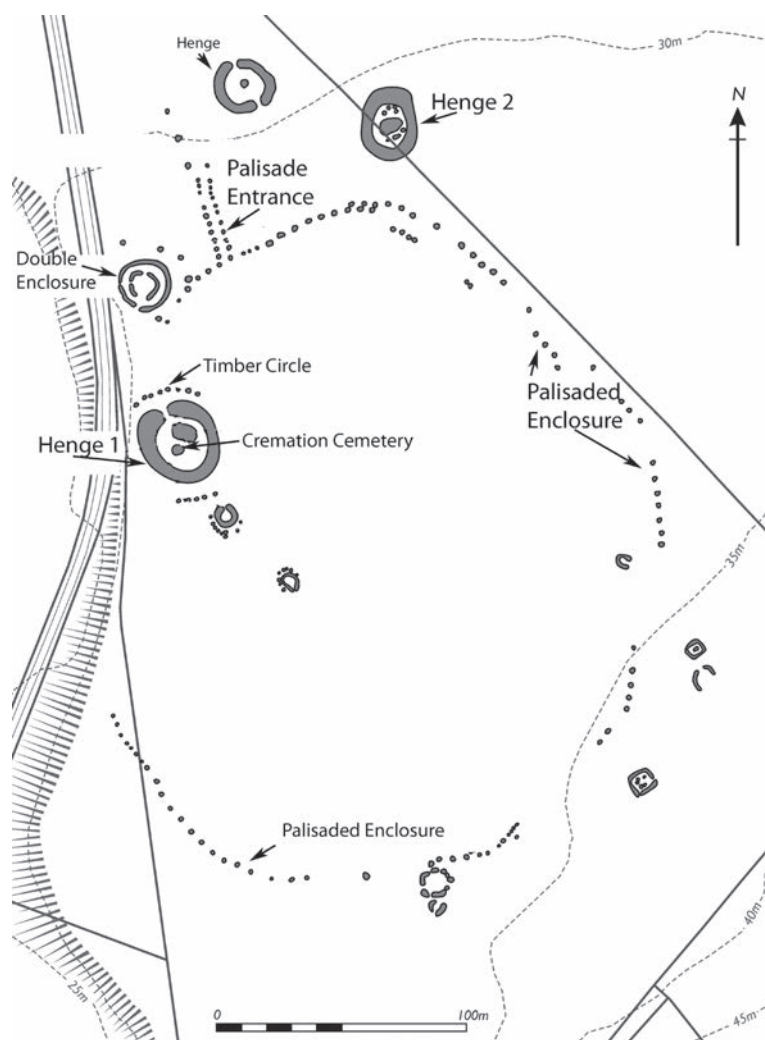 Henge
30m
Henge 2
N
Palisade
Entrance
Double
Enclosure
Timber Circle
Palisaded
Enclosure
Henge 1
Cremation Cemetery
35m
Palisaded Enclosure
40m
25m
0
100m
45m